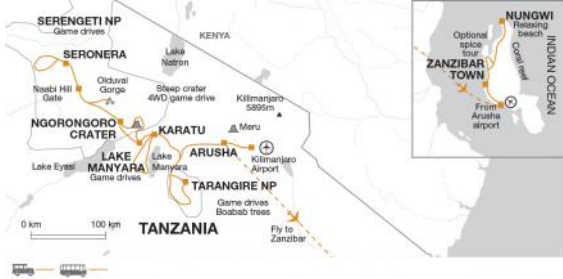 SERENGETI NP
Game drives
KENYA
SERONERA
Lake
Natron
Olduvai
Gorge
Naabi Hill
Gate
Steep crater
4WD game drive
Killimanjaro
5895m
NGORONGORO
CRATER
KARATU
Meru
Lake Eyasi
LAKE
MANYARA
Game drives
Lake
Manyara
ARUSHA
Kilimanjaro
Airport
TARANGIRE NP
Game drives
Boabab trees
TANZANIA
Fly to
Zanzibar
0 km
100 km
NUNGWI
Relaxing
beach
Optional
spice
tour
Coral reef
INDIAN OCEAN
ZANZIBAR
TOWN
From
Arusha
airport